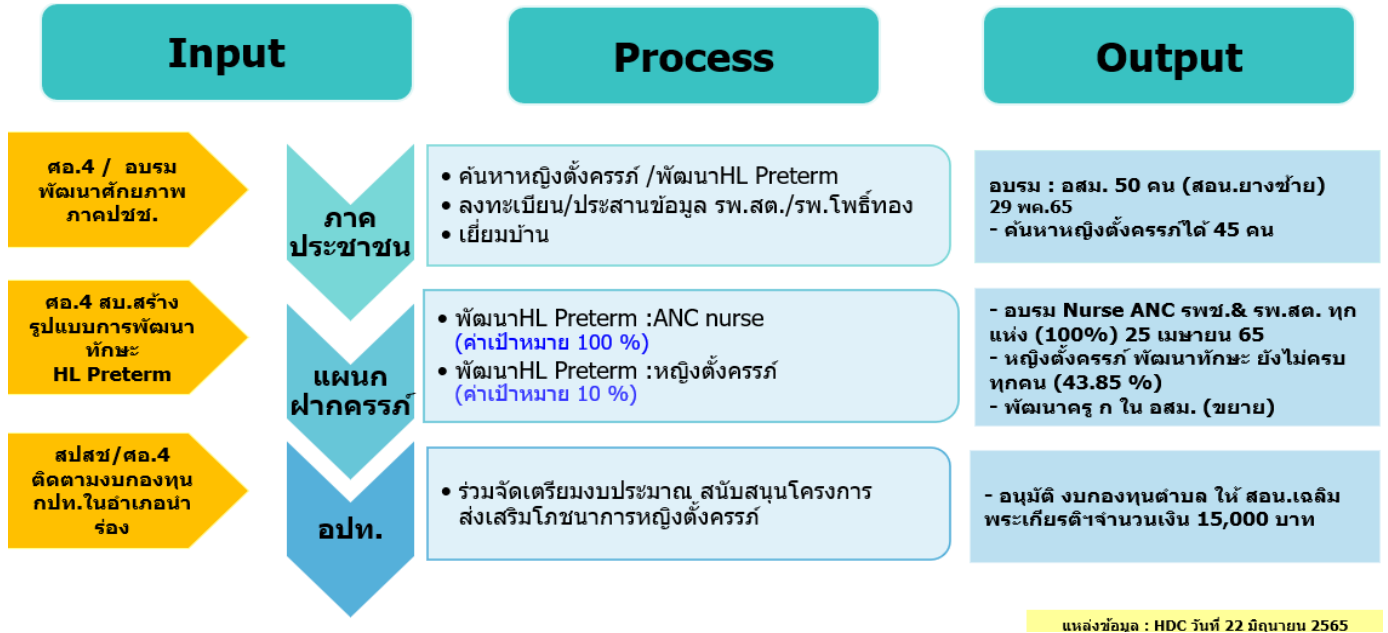 Input
Process
Output
ศอ.4 / อบรม
พัฒนาศักยภาพ
ภาคปชช.
ภาค
ประชาชน
• ค้นหาหญิงตั้งครรภ์ /พัฒนาHL Preterm
• ลงทะเบียน/ประสานข้อมูล รพ.สต./รพ.โพธิ์ทอง
• เยี่ยมบ้าน
อบรม : อสม. 50 คน (สอน.ยางซ้าย)
29 พค.65
- ค้นหาหญิงตั้งครรภ์ได้ 45 คน
ศอ.4 สบ.สร้าง
รูปแบบการพัฒนา
ทักษะ
HL Preterm
แผนก
ฝากครรภ์
• พัฒนาHL Preterm :ANC nurse
(ค่าเป้าหมาย 100 %)
• พัฒนาHL Preterm :หญิงตั้งครรภ์
(ค่าเป้าหมาย 10 %)
- อบรม Nurse ANC รพช.& รพ.สต. ทุก
แห่ง (100%) 25 เมษายน 65
- หญิงตั้งครรภ์ พัฒนาทักษะ ยังไม่ครบ
ทุกคน (43.85 %)
- พัฒนาครู ก ใน อสม. (ขยาย)
สปสช/ศอ.4
ติดตามงบกองทุน
กปท.ในอำเภอนำ
ร่อง
อปท.
• ร่วมจัดเตรียมงบประมาณ สนับสนุนโครงการ
ส่งเสริมโภชนาการหญิงตั้งครรภ์
- อนุมัติ งบกองทุนตำบล ให้ สอน.เฉลิม
พระเกียรติฯจำนวนเงิน 15,000 บาท
แหล่งข้อมูล : HDC วันที่ 22 มิถุนายน 2565